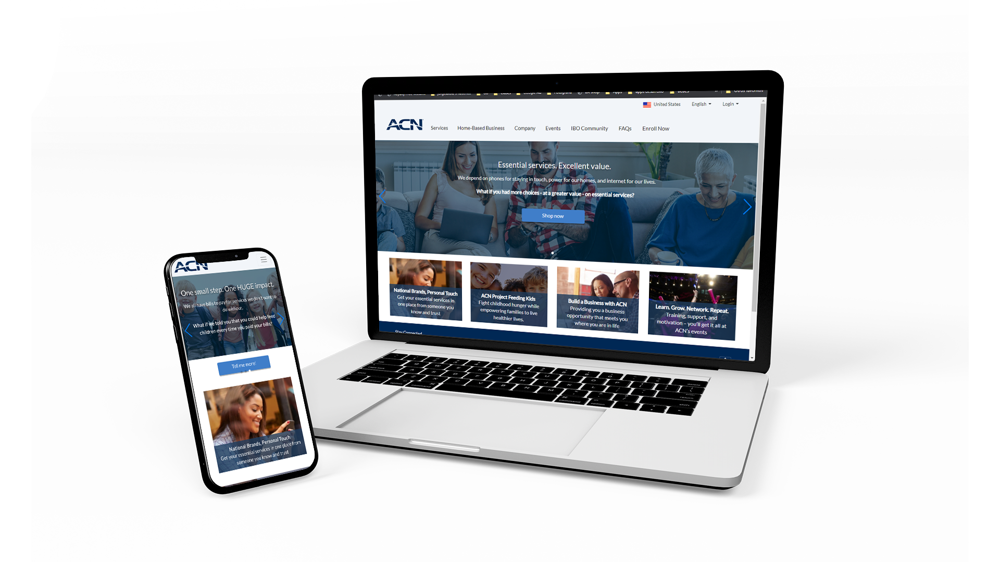 United States English Login
ACN Services Home-Based Business Company Events IBO Community FAQs Enroll Now
Essential services. Excellent value.
We depend on phones for staying in touch, power for our homes, and internet for our lives.
What if you had more choices - at a greater value - on essential services?
Shop now
National Brands, Personal Touch
Get your essential services in
one place from someone you
know and trust
ACN Project Feeding Kids
Fight childhood hunger while
empowering families to live
healthier lives.
Build a Business with ACN
Providing you a business
opportunity that meets you
where you are in life
Learn. Grow. Network. Repeat.
Training, support, and
motivation – you'll get it all at
ACN's events
Stay Connected
ACN
One small step. One HUGE impact.
We all have bills to pay for services we don't want to
do without.
What if we told you that you could help feed
children every time you paid your bills?
Tell me more!
National Brands, Personal Touch
Get your essential services in one place from
someone you know and trust